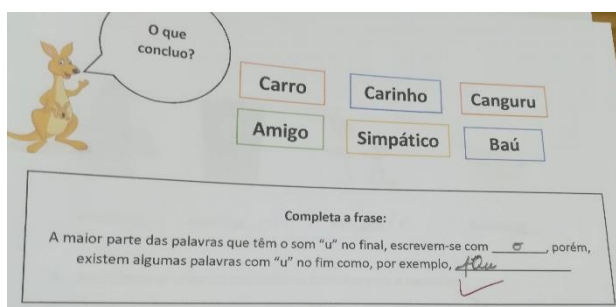 O que
concluo?
Carro Carinho Canguru
Amigo Simpático Baú
Completa a frase:
A maior parte das palavras que têm o som “u” no final, escrevem-se com o, porém,
existem algumas palavras com “u” no fim como, por exemplo,